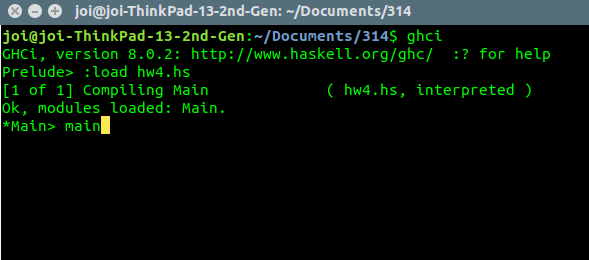 joi@joi-ThinkPad-13-2nd-Gen: ~/Documents/314
joi@joi-ThinkPad-13-2nd-Gen:~/Documents/314$ ghci
GHCi, version 8.0.2: http://www.haskell.org/ghc/  :? for help
Prelude> :load hw4.hs
[1 of 1] Compiling Main             ( hw4.hs, interpreted )
Ok, modules loaded: Main.
*Main> main